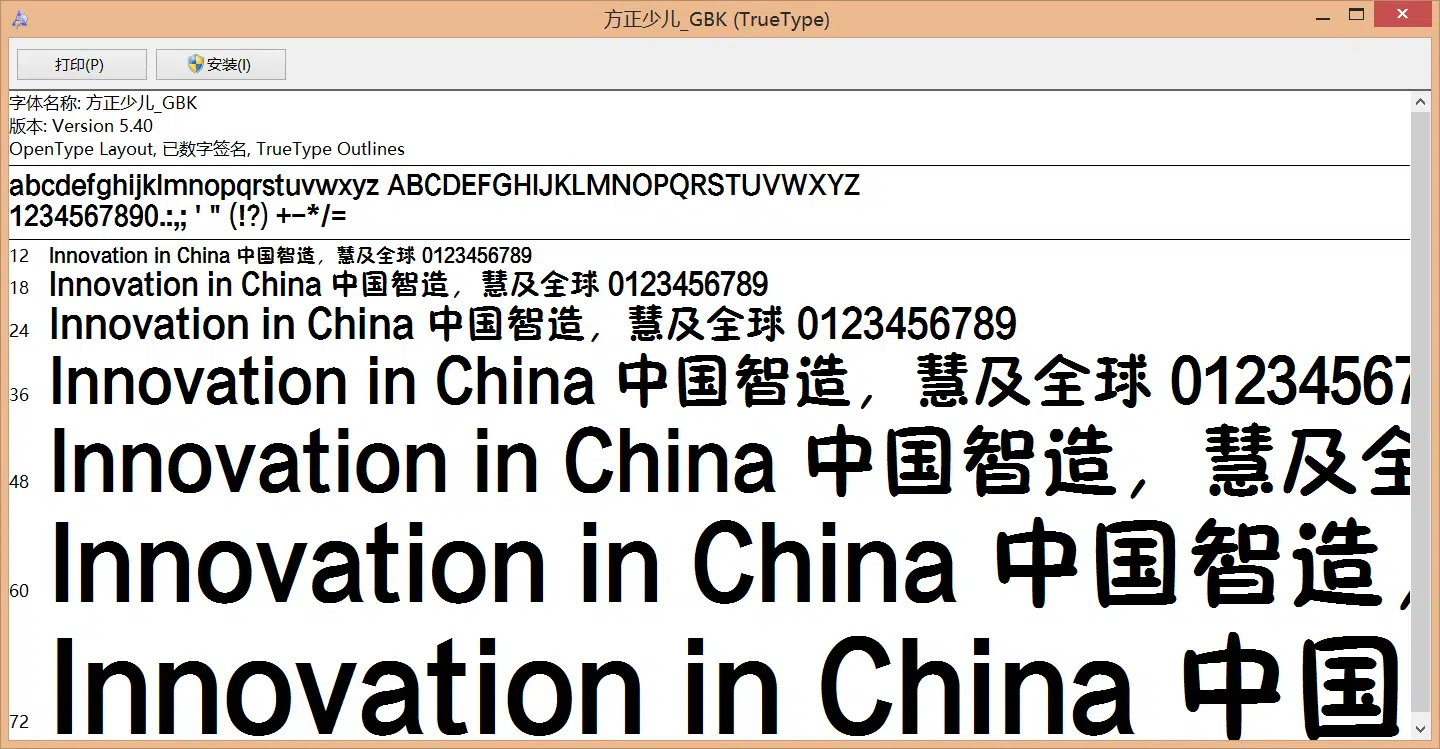 方正少儿_GBK (TrueType)
打印(P) 安装(I)
字体名称: 方正少儿_GBK
版本: Version 5.40
OpenType Layout, 已数字签名, TrueType Outlines
abcdefghijklmnopqrstuvwxyz ABCDEFGHIJKLMNOPQRSTUVWXYZ
1234567890.:,; ' " (!?) +-*/=
12 Innovation in China 中国智造，慧及全球 0123456789
18 Innovation in China 中国智造，慧及全球 0123456789
24 Innovation in China 中国智造，慧及全球 0123456789
36 Innovation in China 中国智造，慧及全球 01234567
48 Innovation in China 中国智造，慧及全
60 Innovation in China 中国智造，
72 Innovation in China 中国